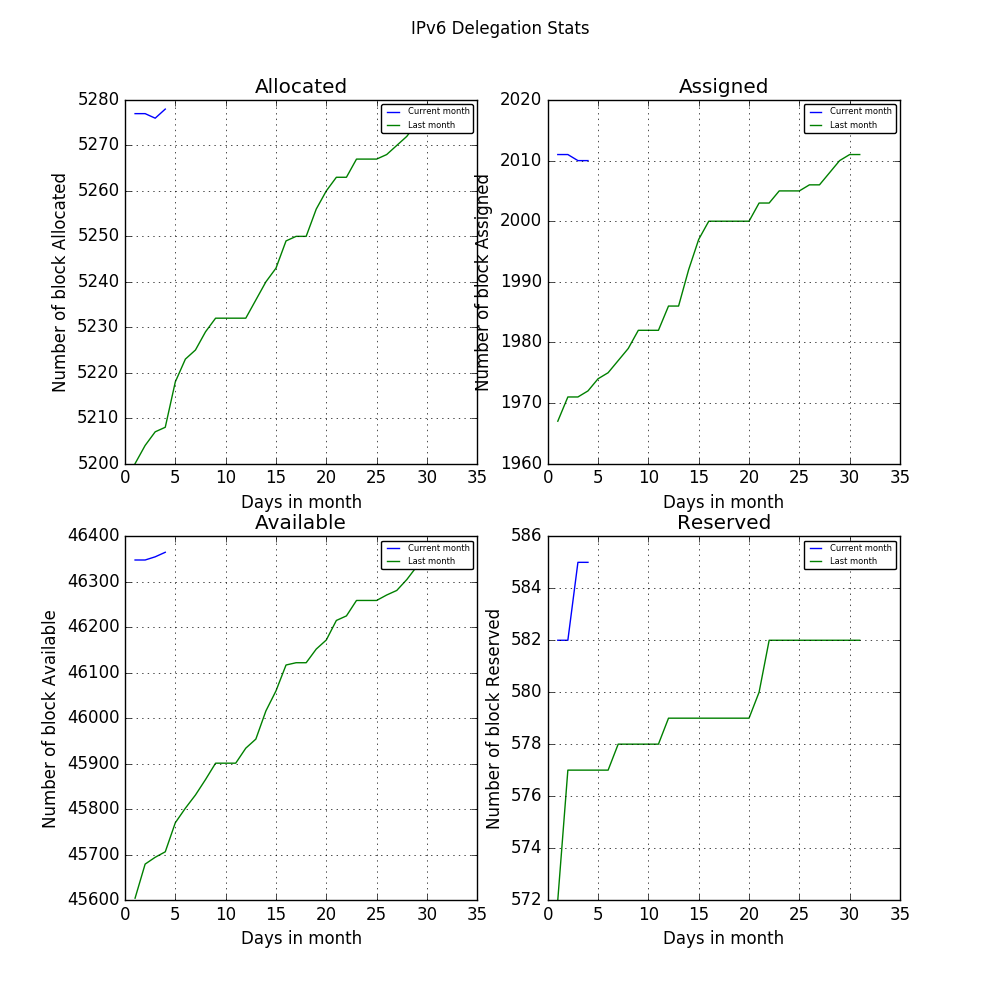 IPv6 Delegation Stats
Allocated
Number of block Allocated
5280
5270
5260
5250
5240
5230
5220
5210
5200
0 5 10 15 20 25 30 35
Days in month
Current month
Last month
Assigned
Number of block Assigned
2020
2010
2000
1990
1980
1970
1960
0 5 10 15 20 25 30 35
Days in month
Current month
Last month
Available
Number of block Available
46400
46300
46200
46100
46000
45900
45800
45700
45600
0 5 10 15 20 25 30 35
Days in month
Current month
Last month
Reserved
Number of block Reserved
586
584
582
580
578
576
574
572
0 5 10 15 20 25 30 35
Days in month
Current month
Last month